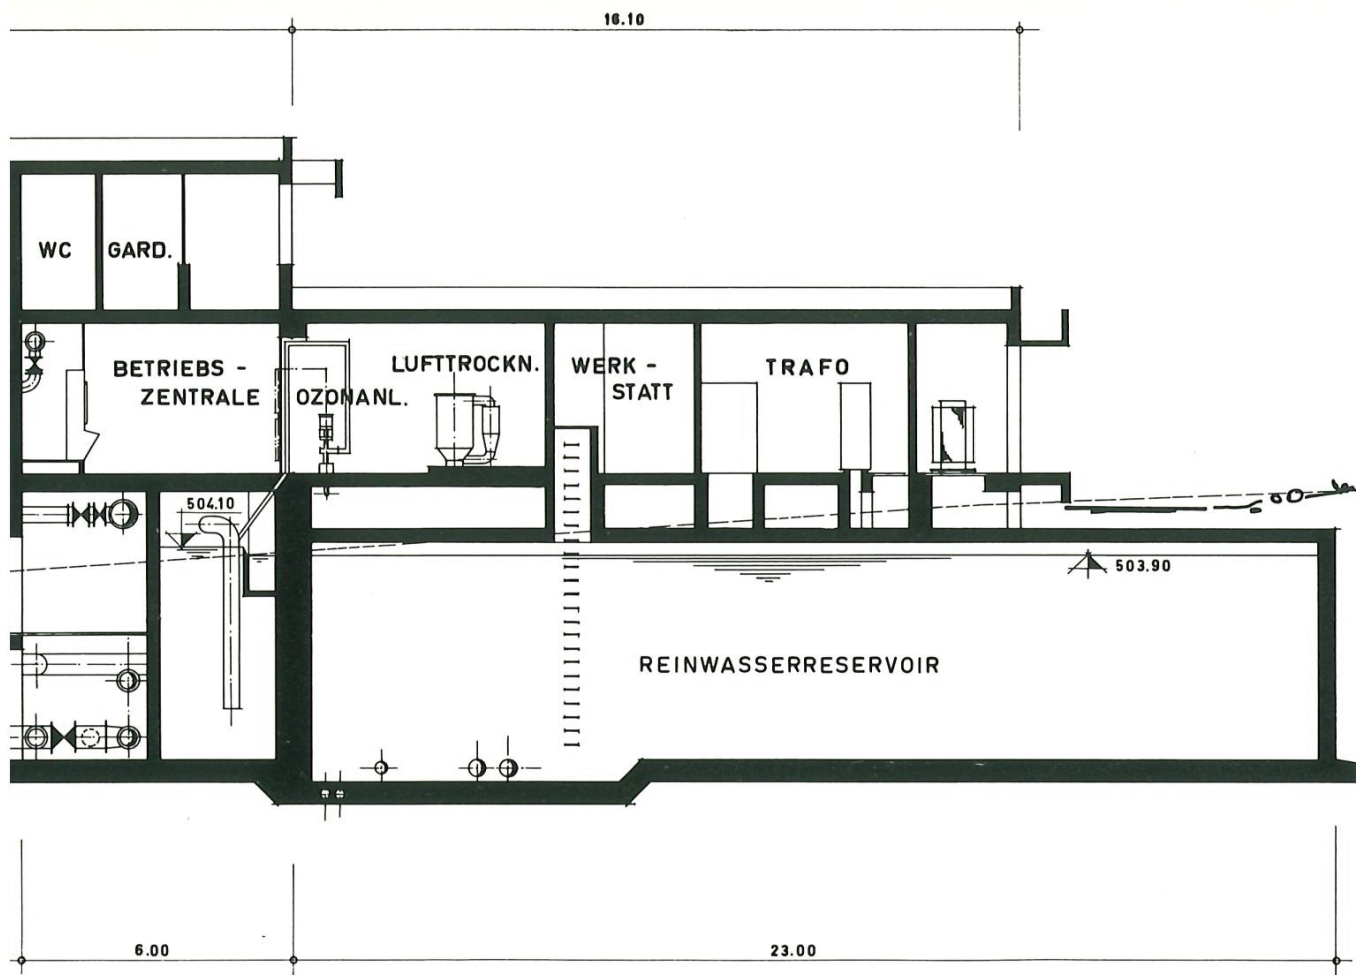 16.10
WC
GARD.
BETRIEBS -
ZENTRALE
OZONANL.
LUFTTROCKN.
WERK -
STATT
TRAFO
504.10
503.90
REINWASSERRESERVOIR
6.00
23.00